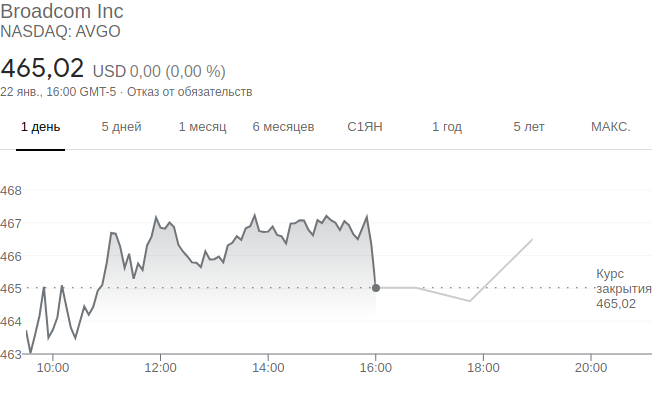 Broadcom Inc
NASDAQ: AVGO
465,02 USD 0,00 (0,00 %)
22 янв., 16:00 GMT-5 · Отказ от обязательств
1 день 5 дней 1 месяц 6 месяцев С1ЯН 1 год 5 лет МАКС.
468
467
466
465
464
463
Курс
закрытия
465,02
10:00 12:00 14:00 16:00 18:00 20:00